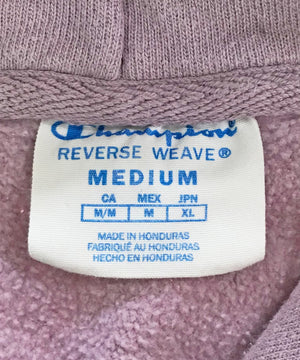 Champion
REVERSE WEAVE®
MEDIUM
CA MEX JPN
M/M M XL
MADE IN HONDURAS
FABRIQUÉ AU HONDURAS
HECHO EN HONDURAS